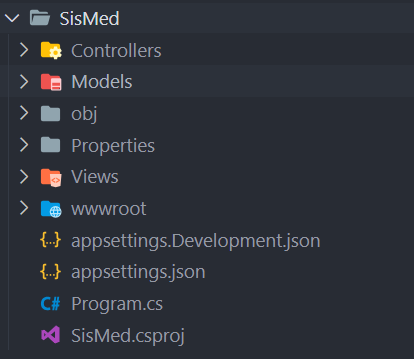 SisMed
Controllers
Models
obj
Properties
Views
wwwroot
{..} appsettings.Development.json
{..} appsettings.json
C# Program.cs
SisMed.csproj